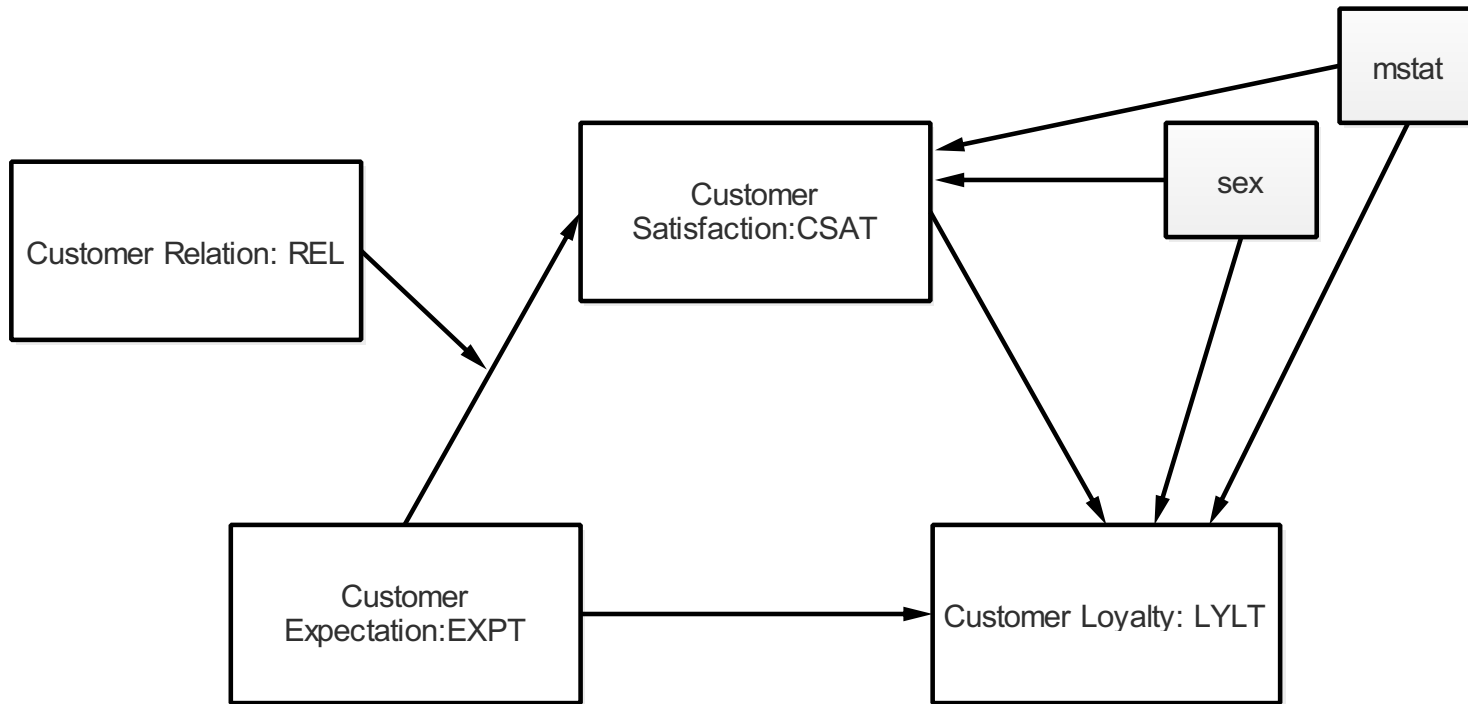 mstat
Customer
Satisfaction:CSAT
sex
Customer Relation: REL
Customer
Expectation:EXPT
Customer Loyalty: LYLT